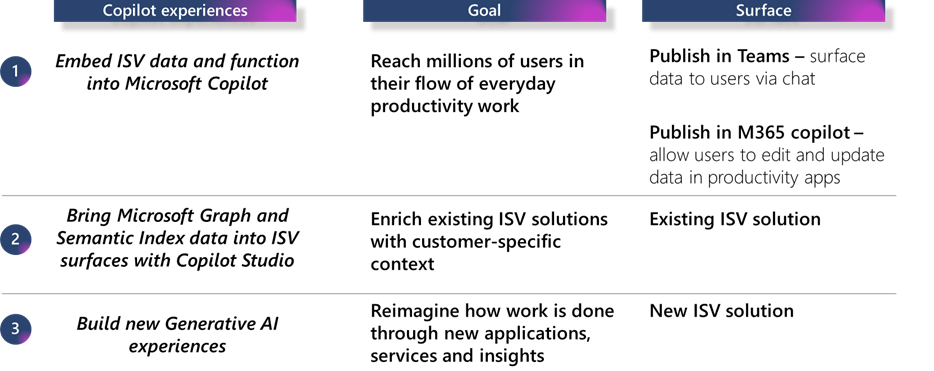 Copilot experiences
Goal
Surface
1
Embed ISV data and function
into Microsoft Copilot
Reach millions of users in
their flow of everyday
productivity work
Publish in Teams – surface
data to users via chat
Publish in M365 copilot –
allow users to edit and update
data in productivity apps
2
Bring Microsoft Graph and
Semantic Index data into ISV
surfaces with Copilot Studio
Enrich existing ISV solutions
with customer-specific
context
Existing ISV solution
3
Build new Generative AI
experiences
Reimagine how work is done
through new applications,
services and insights
New ISV solution